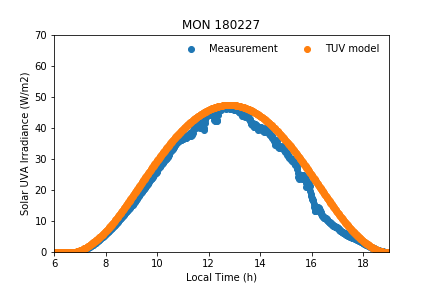 MON 180227
70
60
50
40
30
20
10
0
Solar UVA Irradiance (W/m2)
Measurement TUV model
6 8 10 12 14 16 18
Local Time (h)